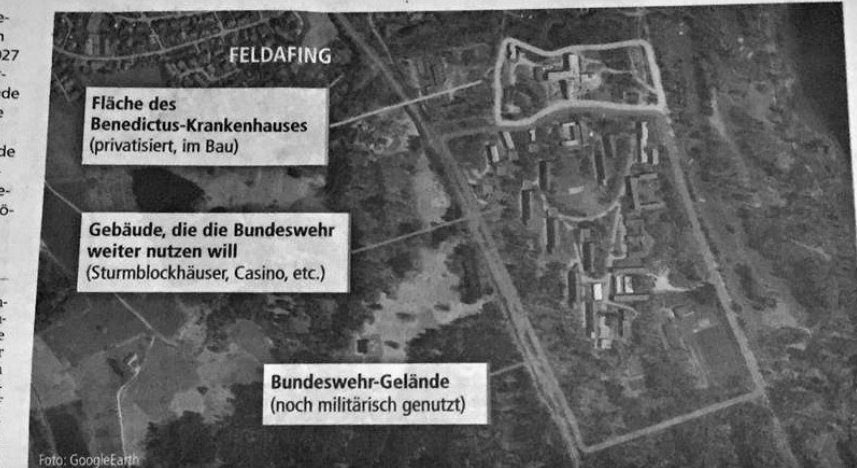 FELDAFING
Fläche des
Benedictus-Krankenhauses
(privatisiert, im Bau)
Gebäude, die die Bundeswehr
weiter nutzen will
(Sturmblockhäuser, Casino, etc.)
Bundeswehr-Gelände
(noch militärisch genutzt)
Foto: GoogleEarth